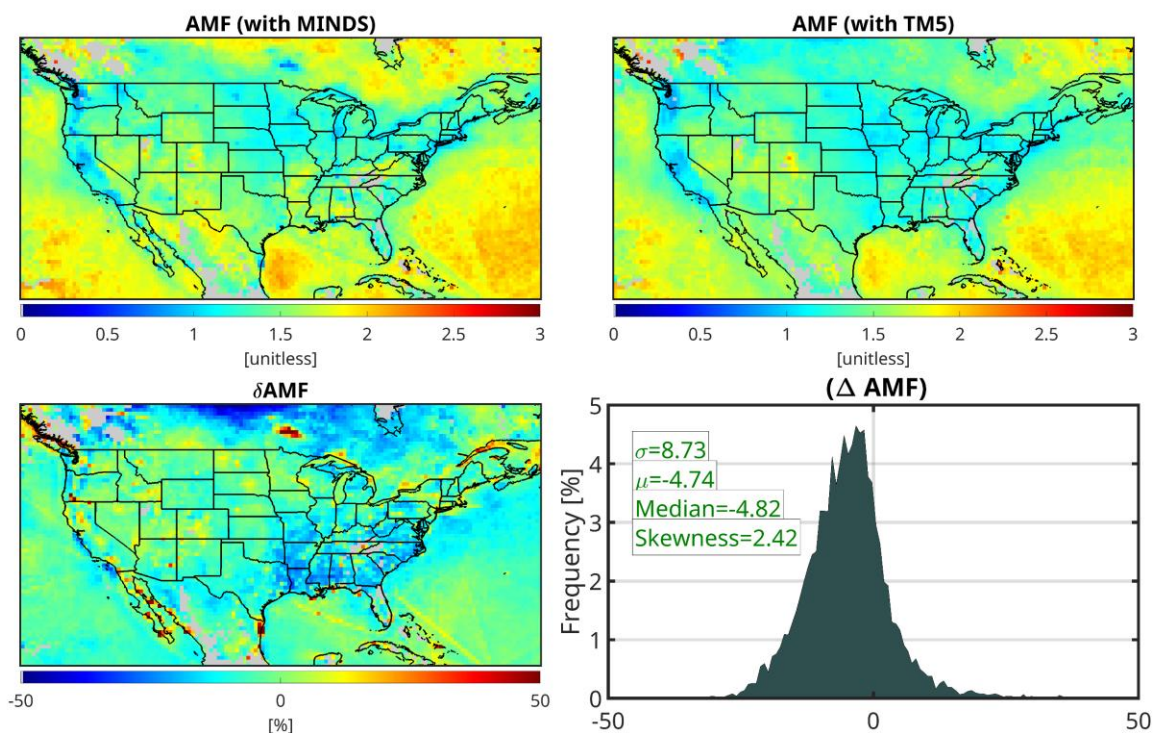 AMF (with MINDS)
AMF (with TM5)
0 0.5 1 1.5 2 2.5 3
[unitless]
0 0.5 1 1.5 2 2.5 3
[unitless]
δAMF
-50 0 50
[%]
(Δ AMF)
Frequency [%]
5
4
3
2
1
0
σ=8.73
μ=-4.74
Median=-4.82
Skewness=2.42
-50 0 50